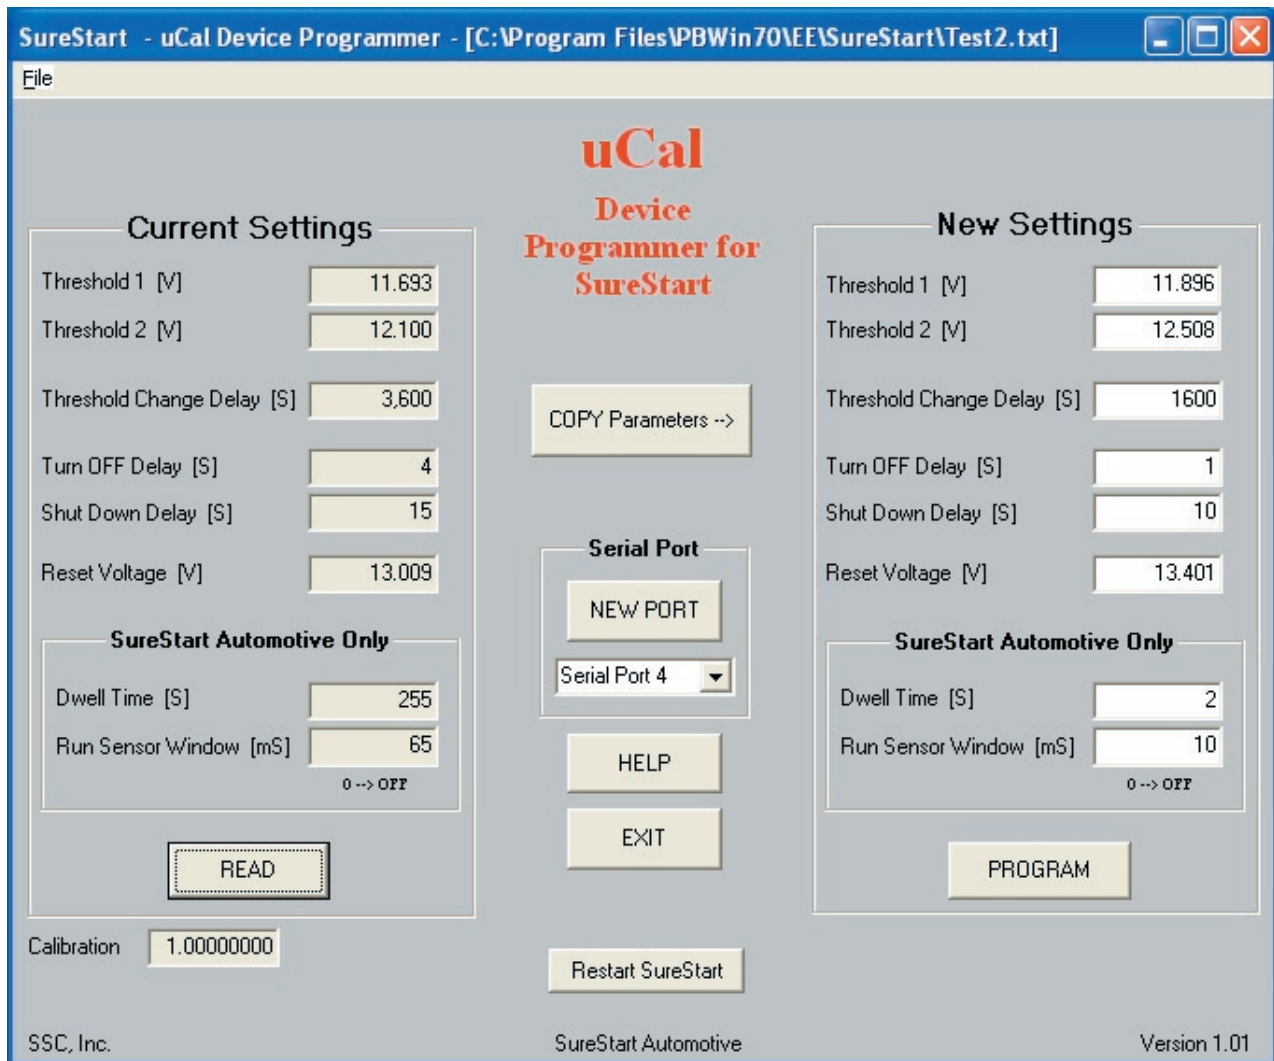 SureStart - uCal Device Programmer - [C:\Program Files\PBWin70\EE\SureStart\Test2.txt]
File
uCal
Device
Programmer for
SureStart
Current Settings
Threshold 1 [V] 11.693
Threshold 2 [V] 12.100
Threshold Change Delay [S] 3,600
Turn OFF Delay [S] 4
Shut Down Delay [S] 15
Reset Voltage [V] 13.009
SureStart Automotive Only
Dwell Time [S] 255
Run Sensor Window [mS] 65
0 --> OFF
READ
Calibration 1.00000000
COPY Parameters -->
Serial Port
NEW PORT
Serial Port 4
HELP
EXIT
Restart SureStart
New Settings
Threshold 1 [V] 11.896
Threshold 2 [V] 12.508
Threshold Change Delay [S] 1600
Turn OFF Delay [S] 1
Shut Down Delay [S] 10
Reset Voltage [V] 13.401
SureStart Automotive Only
Dwell Time [S] 2
Run Sensor Window [mS] 10
0 --> OFF
PROGRAM
SSC, Inc.
SureStart Automotive
Version 1.01